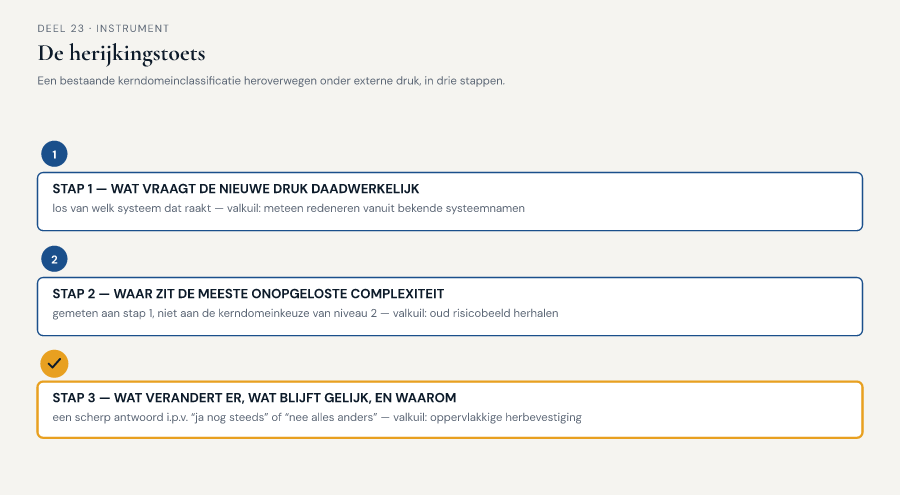 DEEL 23 · INSTRUMENT
De herijkingstoets
Een bestaande kerndomeinclassificatie heroverwegen onder externe druk, in drie stappen.
1
STAP 1 — WAT VRAAGT DE NIEUWE DRUK DAADWERKELIJK
los van welk systeem dat raakt — valkuil: meteen redeneren vanuit bekende systeemnamen
2
STAP 2 — WAAR ZIT DE MEESTE ONOPGELOSTE COMPLEXITEIT
gemeten aan stap 1, niet aan de kerndomeinkeuze van niveau 2 — valkuil: oud risicobeeld herhalen
STAP 3 — WAT VERANDERT ER, WAT BLIJFT GELIJK, EN WAAROM
een scherp antwoord i.p.v. “ja nog steeds” of “nee alles anders” — valkuil: oppervlakkige herbevestiging